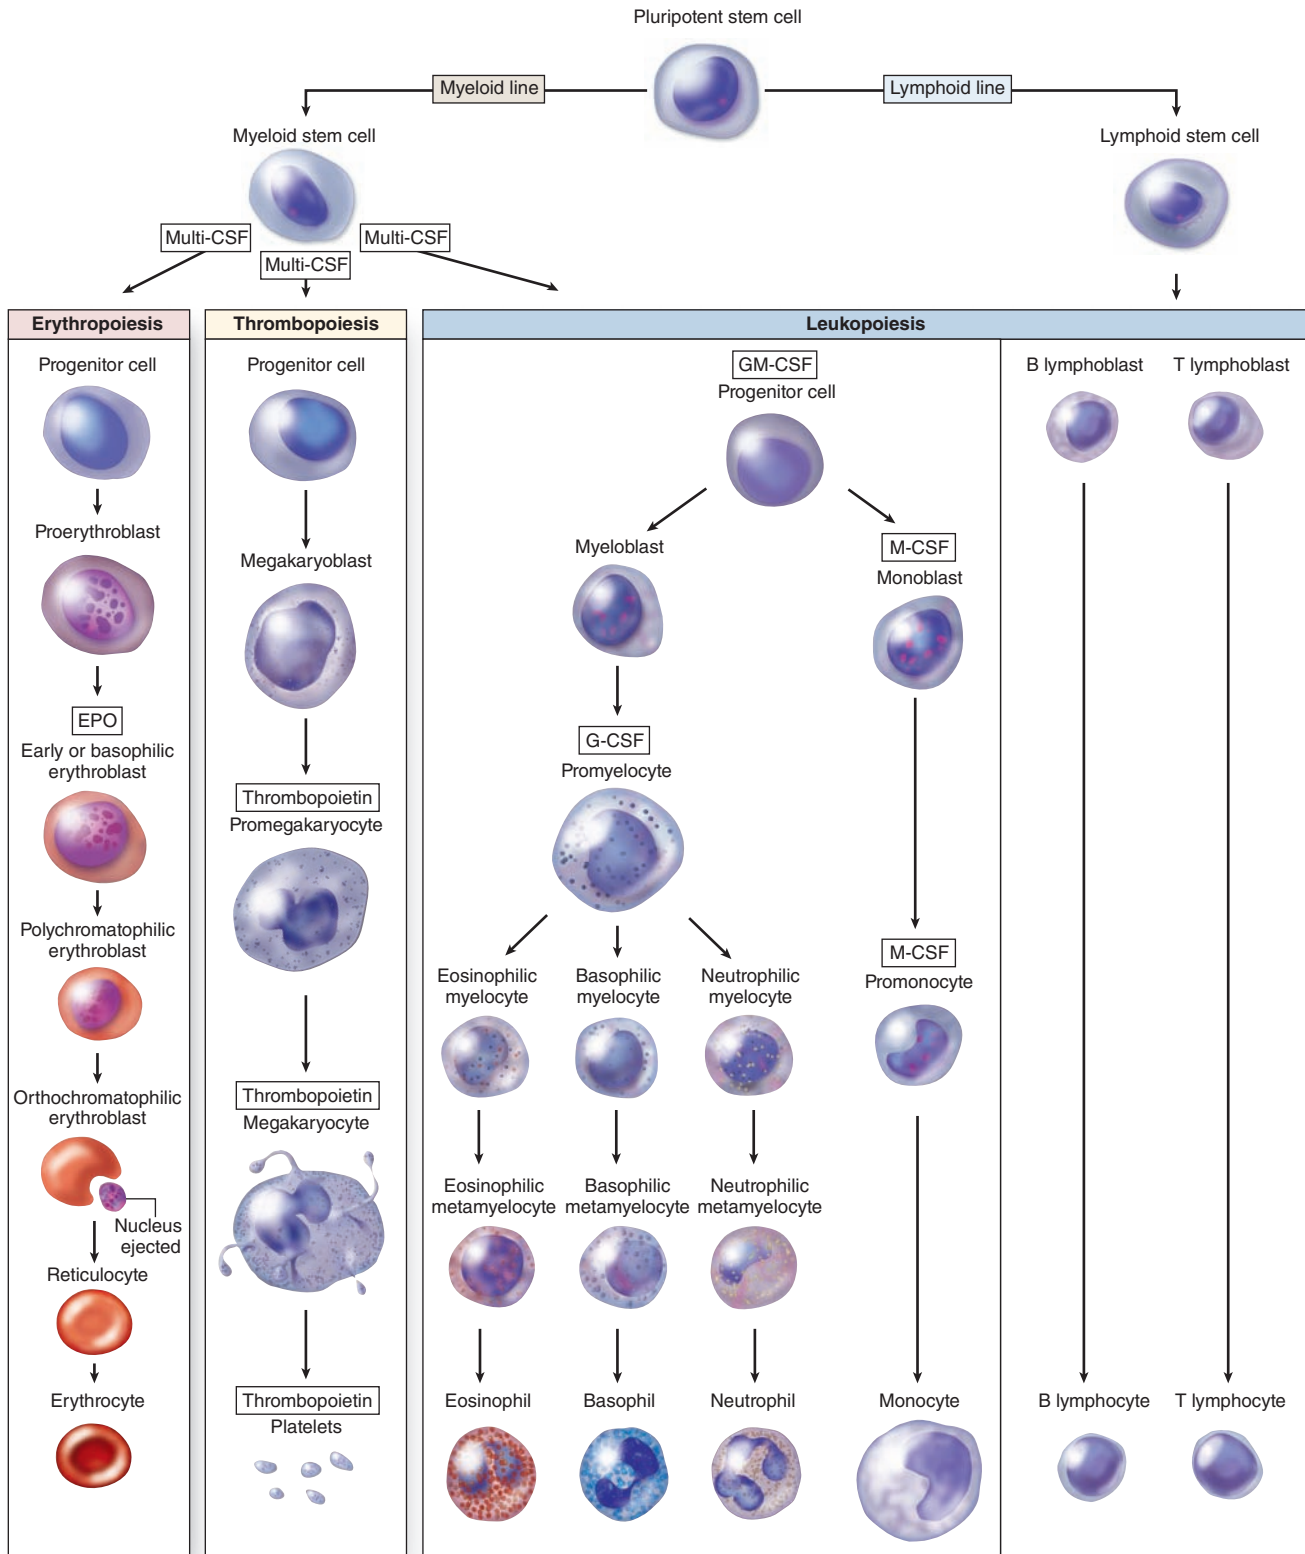 Pluripotent stem cell
Myeloid line
Lymphoid line
Myeloid stem cell
Lymphoid stem cell
Multi-CSF
Multi-CSF
Multi-CSF
Erythropoiesis
Progenitor cell
Proerythroblast
EPO
Early or basophilic
erythroblast
Polychromatophilic
erythroblast
Orthochromatophilic
erythroblast
Nucleus
ejected
Reticulocyte
Erythrocyte
Thrombopoiesis
Progenitor cell
Megakaryoblast
Thrombopoietin
Promegakaryocyte
Thrombopoietin
Megakaryocyte
Thrombopoietin
Platelets
Leukopoiesis
GM-CSF
Progenitor cell
Myeloblast
G-CSF
Promyelocyte
Eosinophilic
myelocyte
Basophilic
myelocyte
Neutrophilic
myelocyte
Eosinophilic
metamyelocyte
Basophilic
metamyelocyte
Neutrophilic
metamyelocyte
Eosinophil
Basophil
Neutrophil
M-CSF
Monoblast
M-CSF
Promonocyte
Monocyte
B lymphoblast
T lymphoblast
B lymphocyte
T lymphocyte